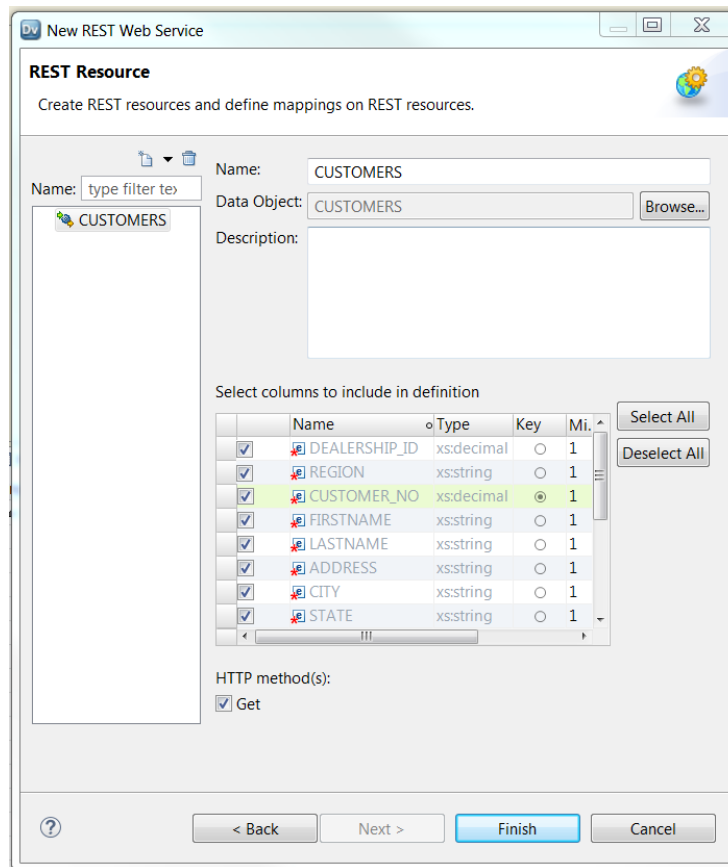 Dv New REST Web Service
REST Resource
Create REST resources and define mappings on REST resources.
Name: type filter tex
CUSTOMERS
Name: CUSTOMERS
Data Object: CUSTOMERS Browse...
Description:
Select columns to include in definition
Name Type Key Mi.
DEALERSHIP_ID xs:decimal 1
REGION xs:string 1
CUSTOMER_NO xs:decimal 1
FIRSTNAME xs:string 1
LASTNAME xs:string 1
ADDRESS xs:string 1
CITY xs:string 1
STATE xs:string 1
Select All
Deselect All
HTTP method(s):
Get
? < Back Next > Finish Cancel